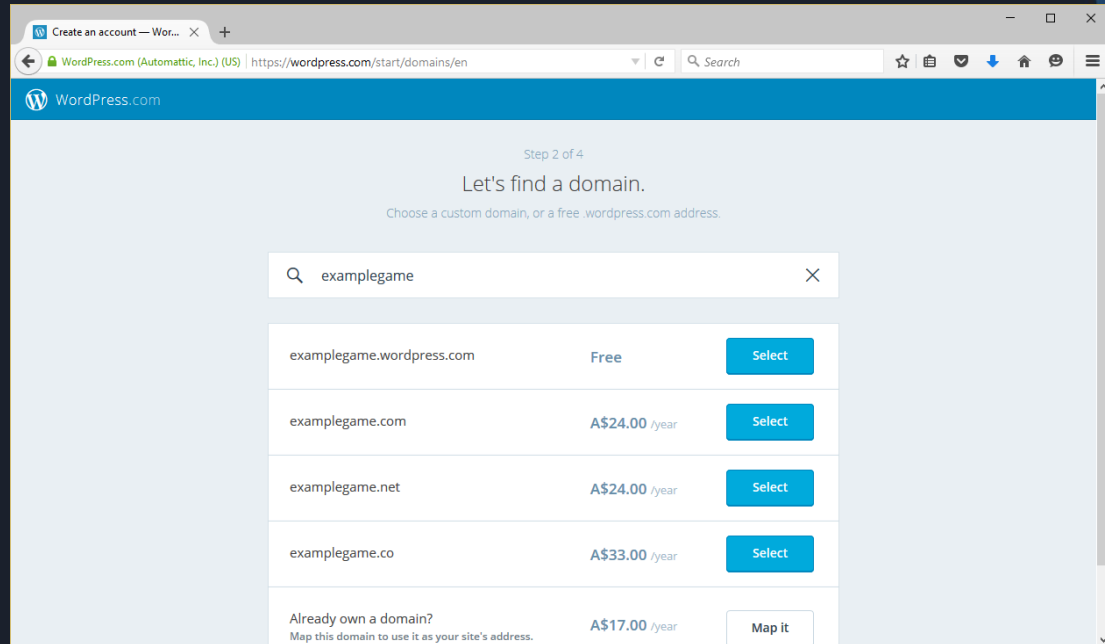 Create an account — Wor...
WordPress.com (Automattic, Inc.) (US) https://wordpress.com/start/domains/en Search
WordPress.com
Step 2 of 4
Let's find a domain.
Choose a custom domain, or a free .wordpress.com address.
examplegame
examplegame.wordpress.com Free Select
examplegame.com A$24.00 /year Select
examplegame.net A$24.00 /year Select
examplegame.co A$33.00 /year Select
Already own a domain? A$17.00 /year Map it
Map this domain to use it as your site's address.